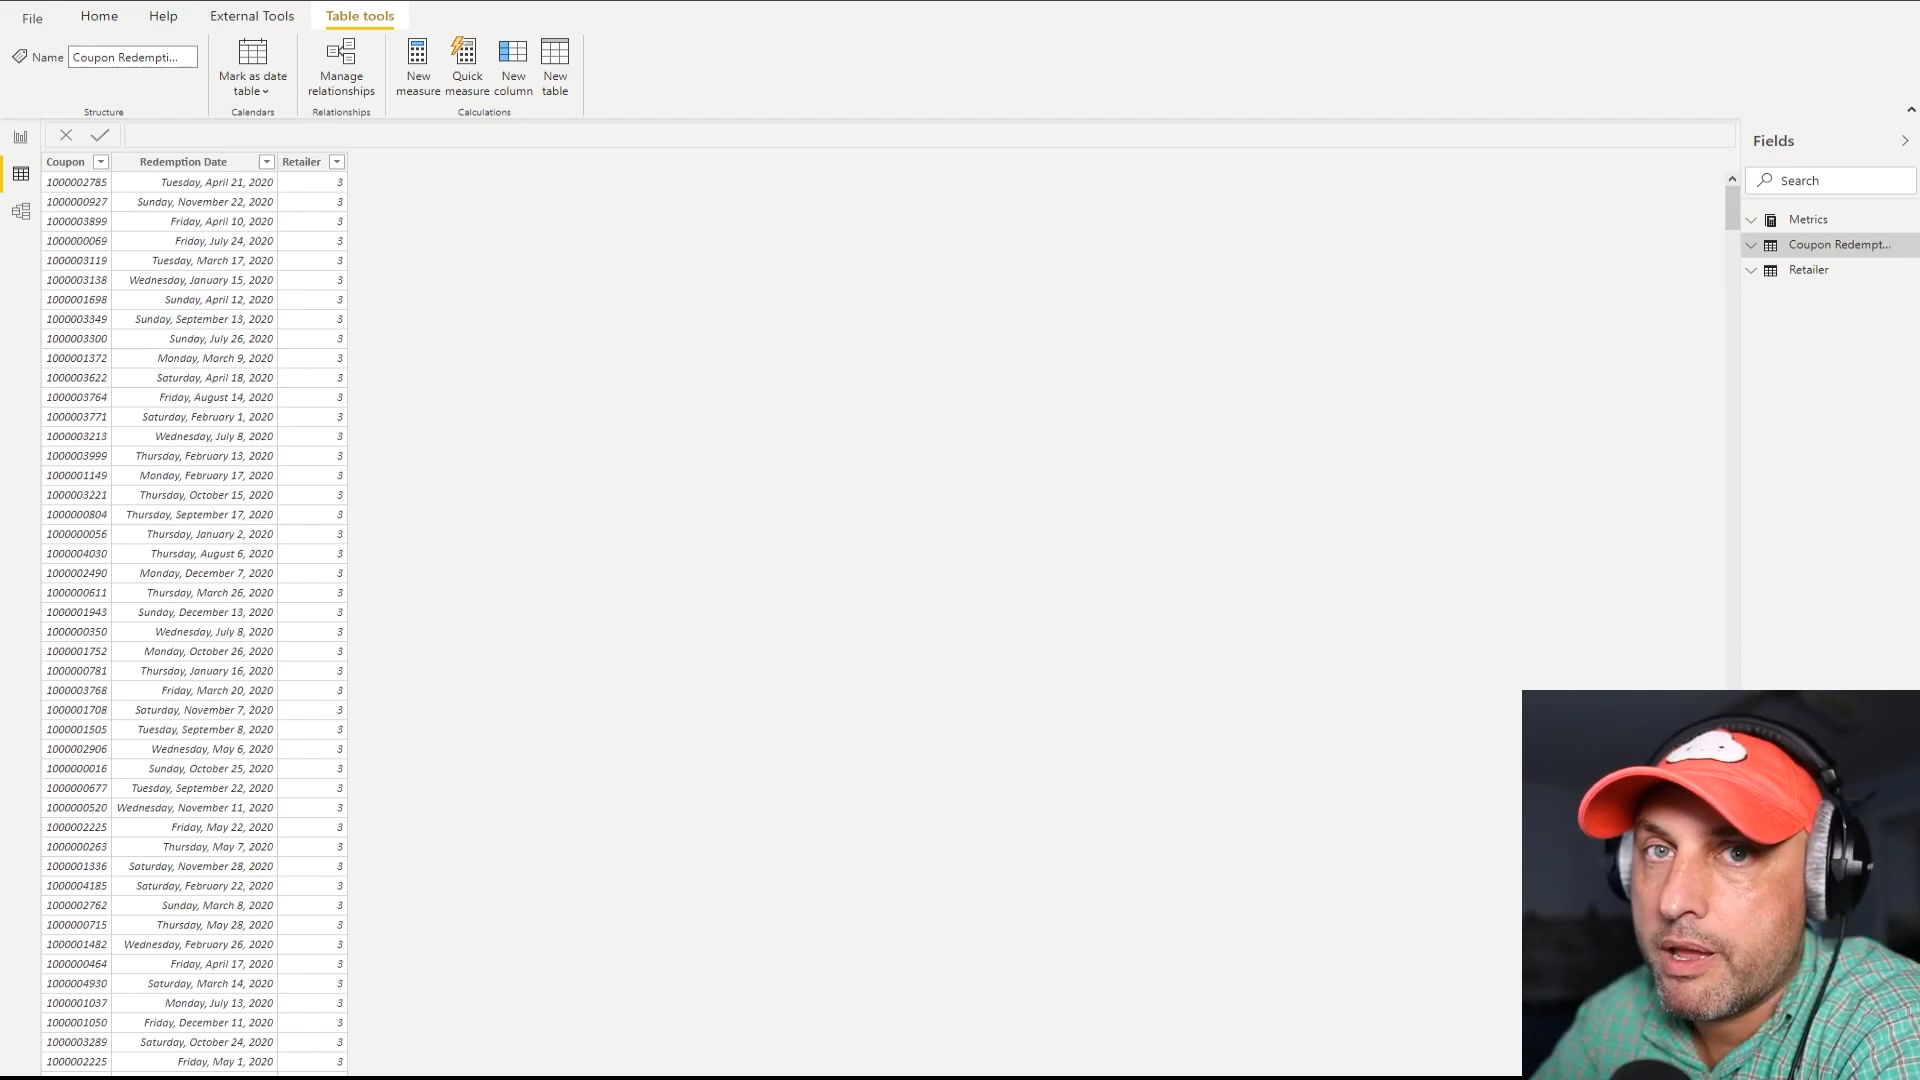 File Home Help External Tools Table tools
Name Coupon Redempti...
Mark as date table
Manage relationships
New measure
Quick measure
New column
New table
Structure Calendars Relationships Calculations
Fields
Search
Metrics
Coupon Redempt...
Retailer
Coupon Redemption Date Retailer
1000002785 Tuesday, April 21, 2020 3
1000000927 Sunday, November 22, 2020 3
1000003899 Friday, April 10, 2020 3
1000000069 Friday, July 24, 2020 3
1000003119 Tuesday, March 17, 2020 3
1000003138 Wednesday, January 15, 2020 3
1000001698 Sunday, April 12, 2020 3
1000003349 Sunday, September 13, 2020 3
1000003300 Sunday, July 26, 2020 3
1000001372 Monday, March 9, 2020 3
1000003622 Saturday, April 18, 2020 3
1000003764 Friday, August 14, 2020 3
1000003771 Saturday, February 1, 2020 3
1000003213 Wednesday, July 8, 2020 3
1000003999 Thursday, February 13, 2020 3
1000001149 Monday, February 17, 2020 3
1000003221 Thursday, October 15, 2020 3
1000000804 Thursday, September 17, 2020 3
1000000056 Thursday, January 2, 2020 3
1000004030 Thursday, August 6, 2020 3
1000002490 Monday, December 7, 2020 3
1000000611 Thursday, March 26, 2020 3
1000001943 Sunday, December 13, 2020 3
1000000350 Wednesday, July 8, 2020 3
1000001752 Monday, October 26, 2020 3
1000000781 Thursday, January 16, 2020 3
1000003768 Friday, March 20, 2020 3
1000001708 Saturday, November 7, 2020 3
1000001505 Tuesday, September 8, 2020 3
1000002906 Wednesday, May 6, 2020 3
1000000016 Sunday, October 25, 2020 3
1000000677 Tuesday, September 22, 2020 3
1000000520 Wednesday, November 11, 2020 3
1000002225 Friday, May 22, 2020 3
1000000263 Thursday, May 7, 2020 3
1000001336 Saturday, November 28, 2020 3
1000004185 Saturday, February 22, 2020 3
1000002762 Sunday, March 8, 2020 3
1000000715 Thursday, May 28, 2020 3
1000001482 Wednesday, February 26, 2020 3
1000000464 Friday, April 17, 2020 3
1000004930 Saturday, March 14, 2020 3
1000001037 Monday, July 13, 2020 3
1000001050 Friday, December 11, 2020 3
1000003289 Saturday, October 24, 2020 3
1000002225 Friday, May 1, 2020 3